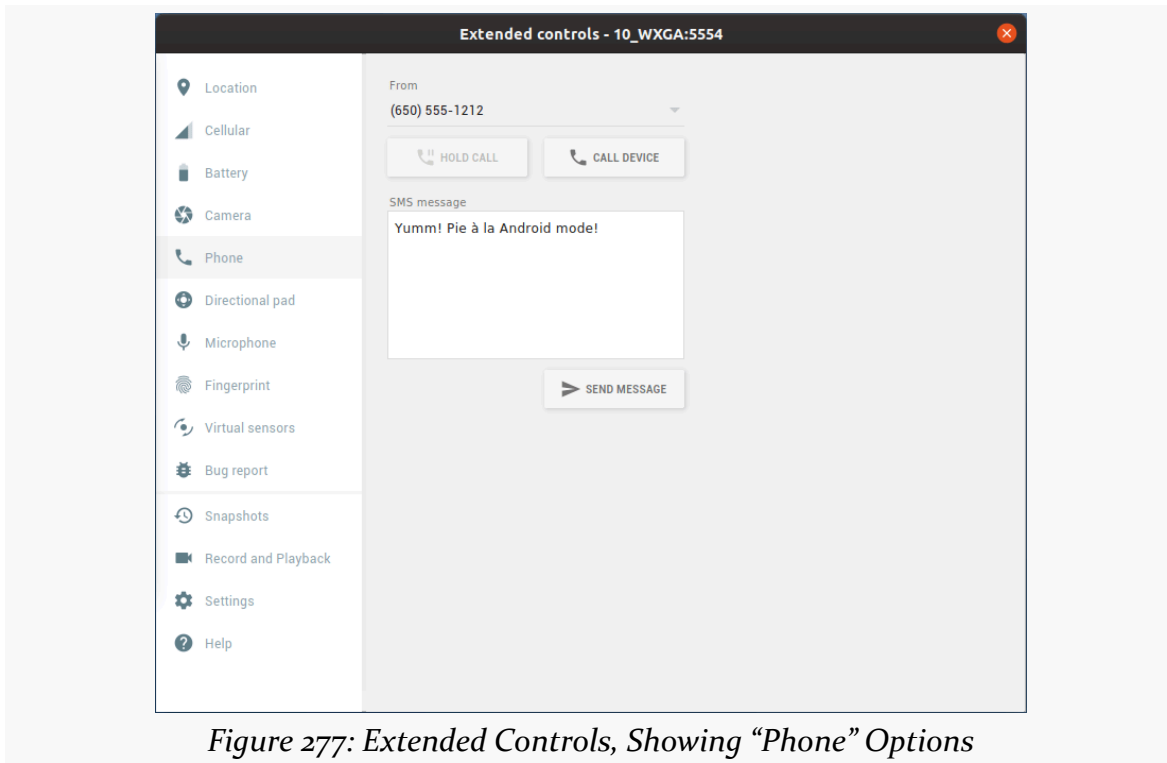 Extended controls - 10_WXGA:5554
Location
Cellular
Battery
Camera
Phone
Directional pad
Microphone
Fingerprint
Virtual sensors
Bug report
Snapshots
Record and Playback
Settings
Help
From
(650) 555-1212
HOLD CALL
CALL DEVICE
SMS message
Yumm! Pie à la Android mode!
SEND MESSAGE
Figure 277: Extended Controls, Showing “Phone” Options